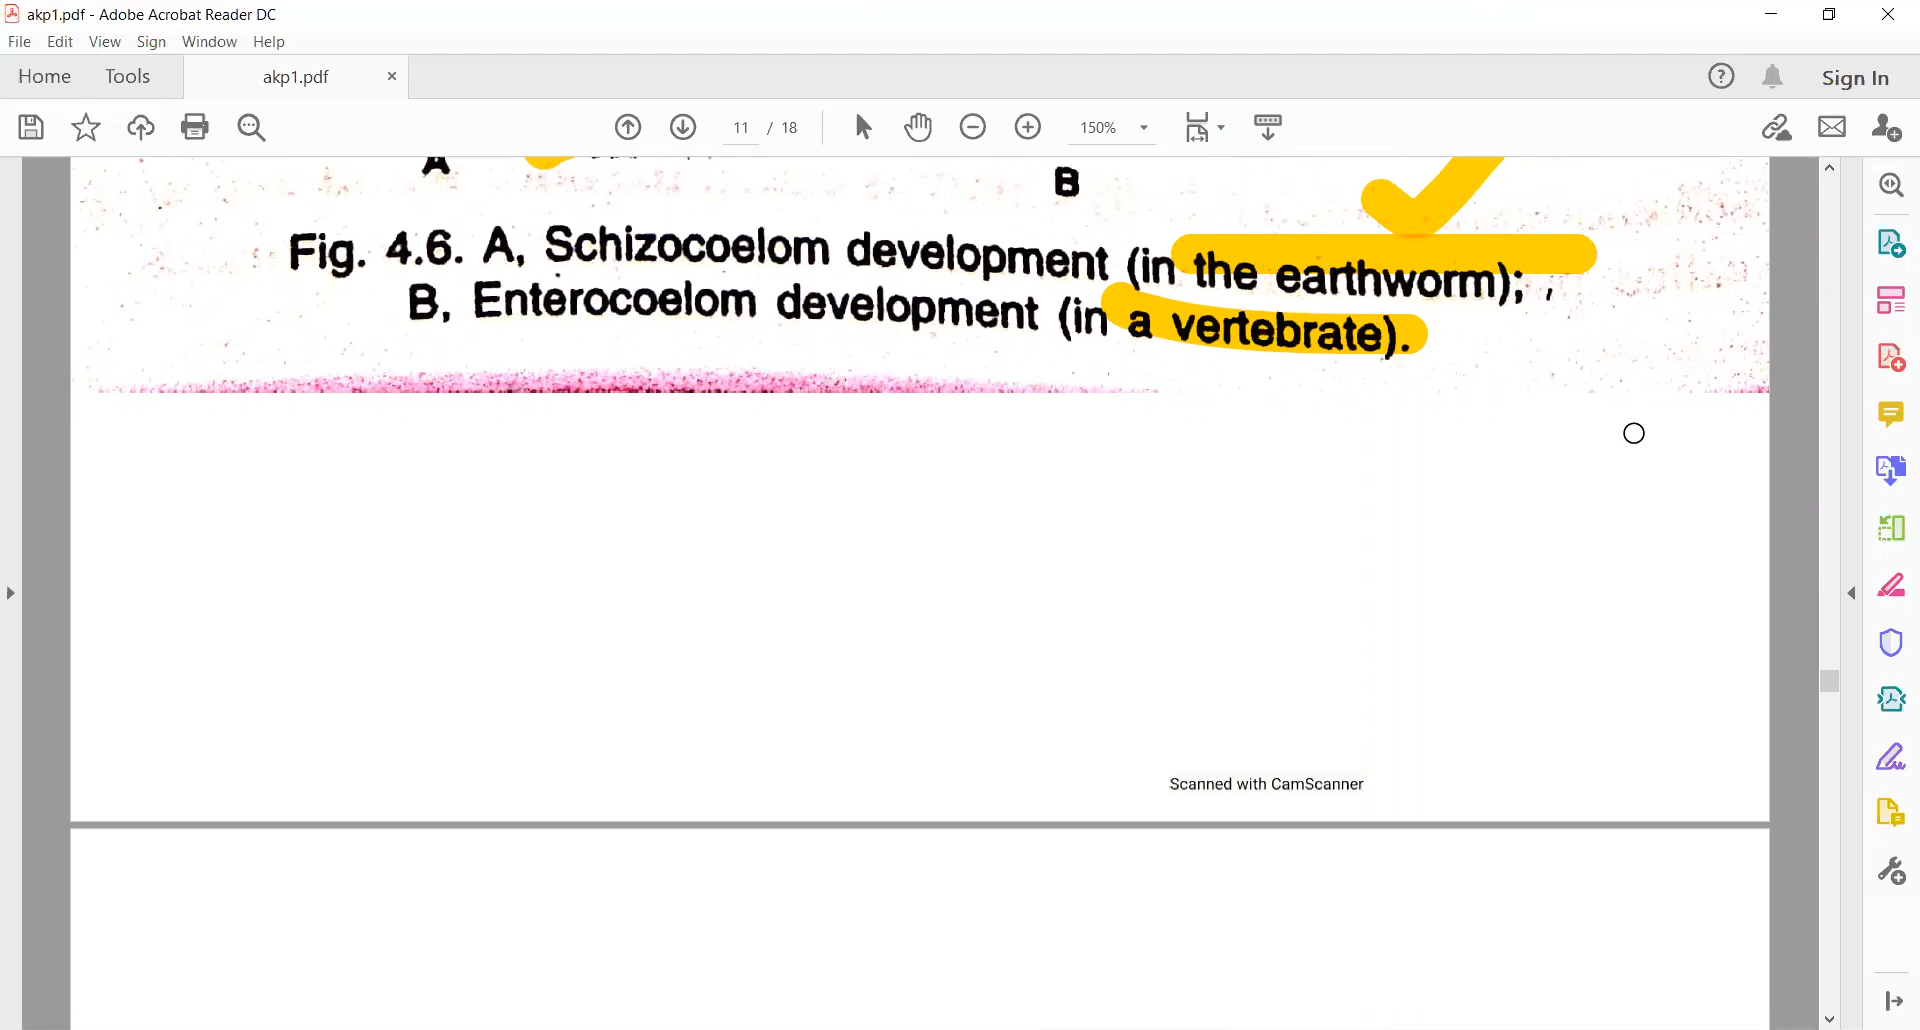 akp1.pdf - Adobe Acrobat Reader DC
File Edit View Sign Window Help
Home Tools akp1.pdf × Sign In
11 / 18 150%
A
B
Fig. 4.6. A, Schizocoelom development (in the earthworm);
B, Enterocoelom development (in a vertebrate).
Scanned with CamScanner